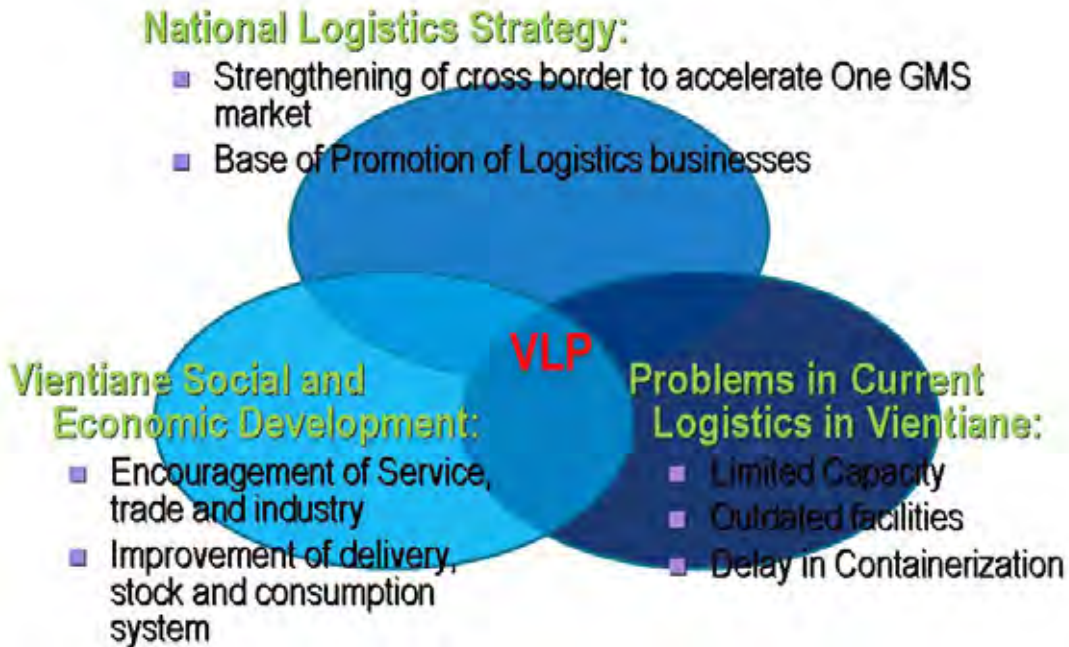 National Logistics Strategy:
Strengthening of cross border to accelerate One GMS
market
Base of Promotion of Logistics businesses
VLP
Vientiane Social and
Economic Development:
Encouragement of Service,
trade and industry
Improvement of delivery,
stock and consumption
system
Problems in Current
Logistics in Vientiane:
Limited Capacity
Outdated facilities
Delay in Containerization